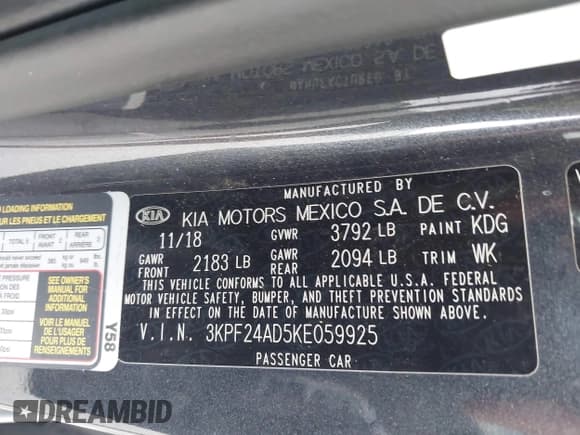 MANUFACTURED BY
KIA KIA MOTORS MEXICO S.A. DE C.V.
11/18 GVWR 3792 LB PAINT KDG
GAWR FRONT 2183 LB GAWR REAR 2094 LB TRIM WK
THIS VEHICLE CONFORMS TO ALL APPLICABLE U.S.A. FEDERAL
MOTOR VEHICLE SAFETY, BUMPER, AND THEFT PREVENTION STANDARDS
IN EFFECT ON THE DATE OF MANUFACTURE SHOWN ABOVE.
V.I.N. 3KPF24AD5KE059925
PASSENGER CAR
LOADING INFORMATION
SUR LES PNEUS ET LE CHARGEMENT
SEE OWNER'S
MANUAL FOR
ADDITIONAL
INFORMATION
VOIR LE MANUEL
DE L'USAGER
POUR PLUS DE
RENSEIGNEMENTS
Y58
DREAMBID